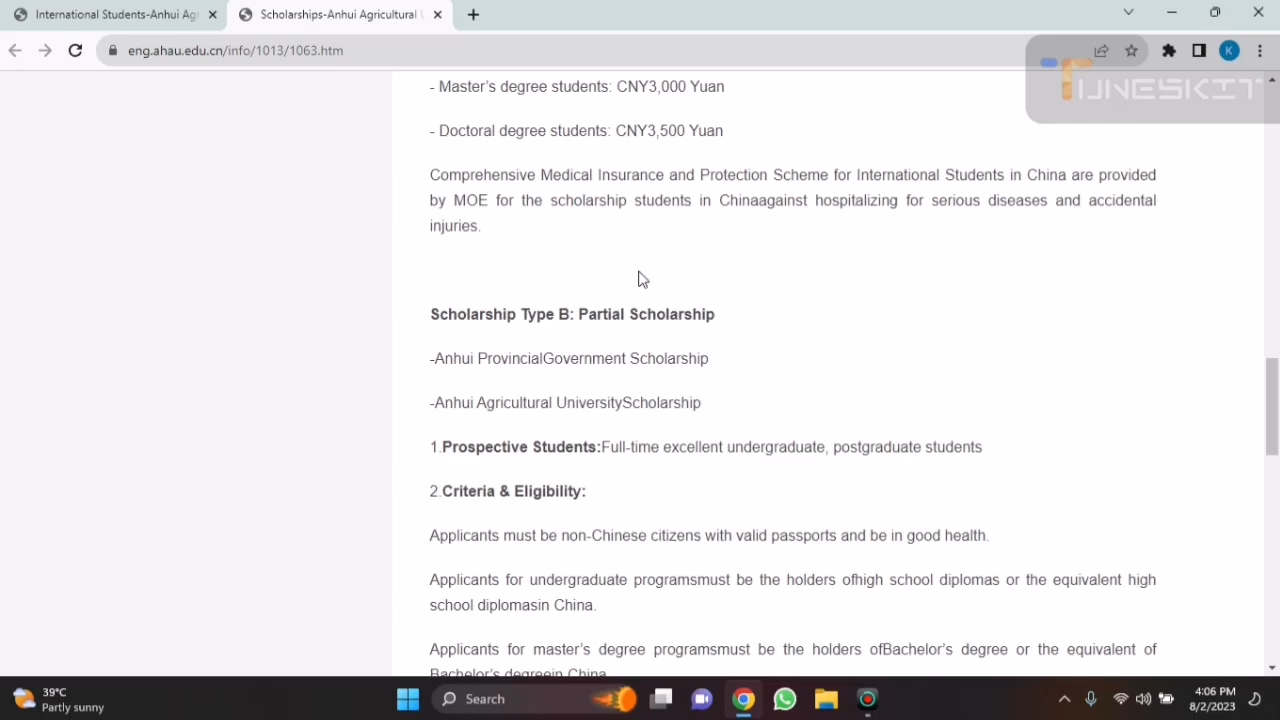 International Students-Anhui Ag
Scholarships-Anhui Agricultural U
eng.ahau.edu.cn/info/1013/1063.htm
K
TUNESKIT
- Master’s degree students: CNY3,000 Yuan
- Doctoral degree students: CNY3,500 Yuan
Comprehensive Medical Insurance and Protection Scheme for International Students in China are provided
by MOE for the scholarship students in Chinaagainst hospitalizing for serious diseases and accidental
injuries.
Scholarship Type B: Partial Scholarship
-Anhui ProvincialGovernment Scholarship
-Anhui Agricultural UniversityScholarship
1.Prospective Students:Full-time excellent undergraduate, postgraduate students
2.Criteria & Eligibility:
Applicants must be non-Chinese citizens with valid passports and be in good health.
Applicants for undergraduate programsmust be the holders ofhigh school diplomas or the equivalent high
school diplomasin China.
Applicants for master’s degree programsmust be the holders ofBachelor’s degree or the equivalent of
Bachelor’s degreein China
39°C
Partly sunny
Search
4:06 PM
8/2/2023